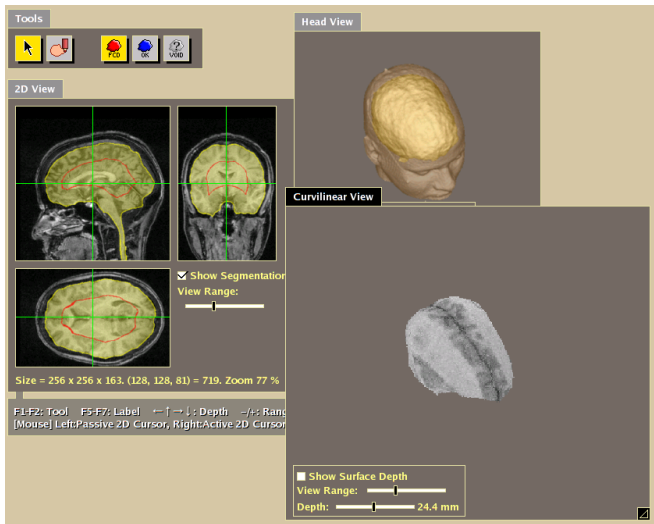 Tools
FCD
OK
VOID
2D View
Show Segmentation
View Range:
Size = 256 x 256 x 163. (128, 128, 81) = 719. Zoom 77 %
F1-F2: Tool F5-F7: Label ←↑→↓: Depth -/+: Rang
[Mouse] Left:Passive 2D Cursor, Right:Active 2D Cursor
Head View
Curvilinear View
Show Surface Depth
View Range:
Depth: 24.4 mm